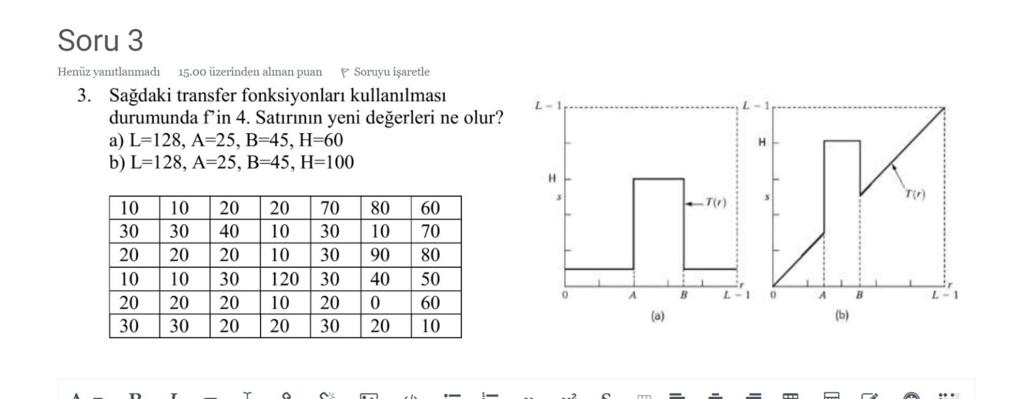 Soru 3
Henüz yanıtlanmadı 15.00 üzerinden alınan puan Soruyu işaretle
3. Sağdaki transfer fonksiyonları kullanılması
durumunda f'in 4. Satırının yeni değerleri ne olur?
a) L=128, A=25, B=45, H=60
b) L=128, A=25, B=45, H=100
10 10 20 20 70 80 60
30 30 40 10 30 10 70
20 20 20 10 30 90 80
10 10 30 120 30 40 50
20 20 20 10 20 0 60
30 30 20 20 30 20 10
L - 1
H
s
T(r)
0 A B L - 1
r
(a)
L - 1
H
s
T(r)
0 A B L - 1
r
(b)